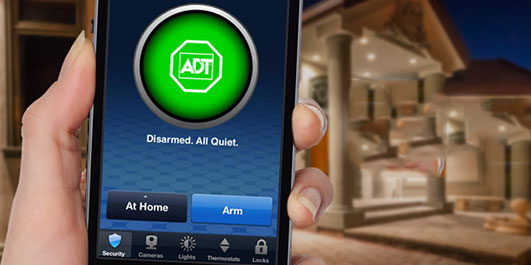 ADT
Disarmed. All Quiet.
At Home
Arm
Security
Cameras
Lights
Thermostats
Locks